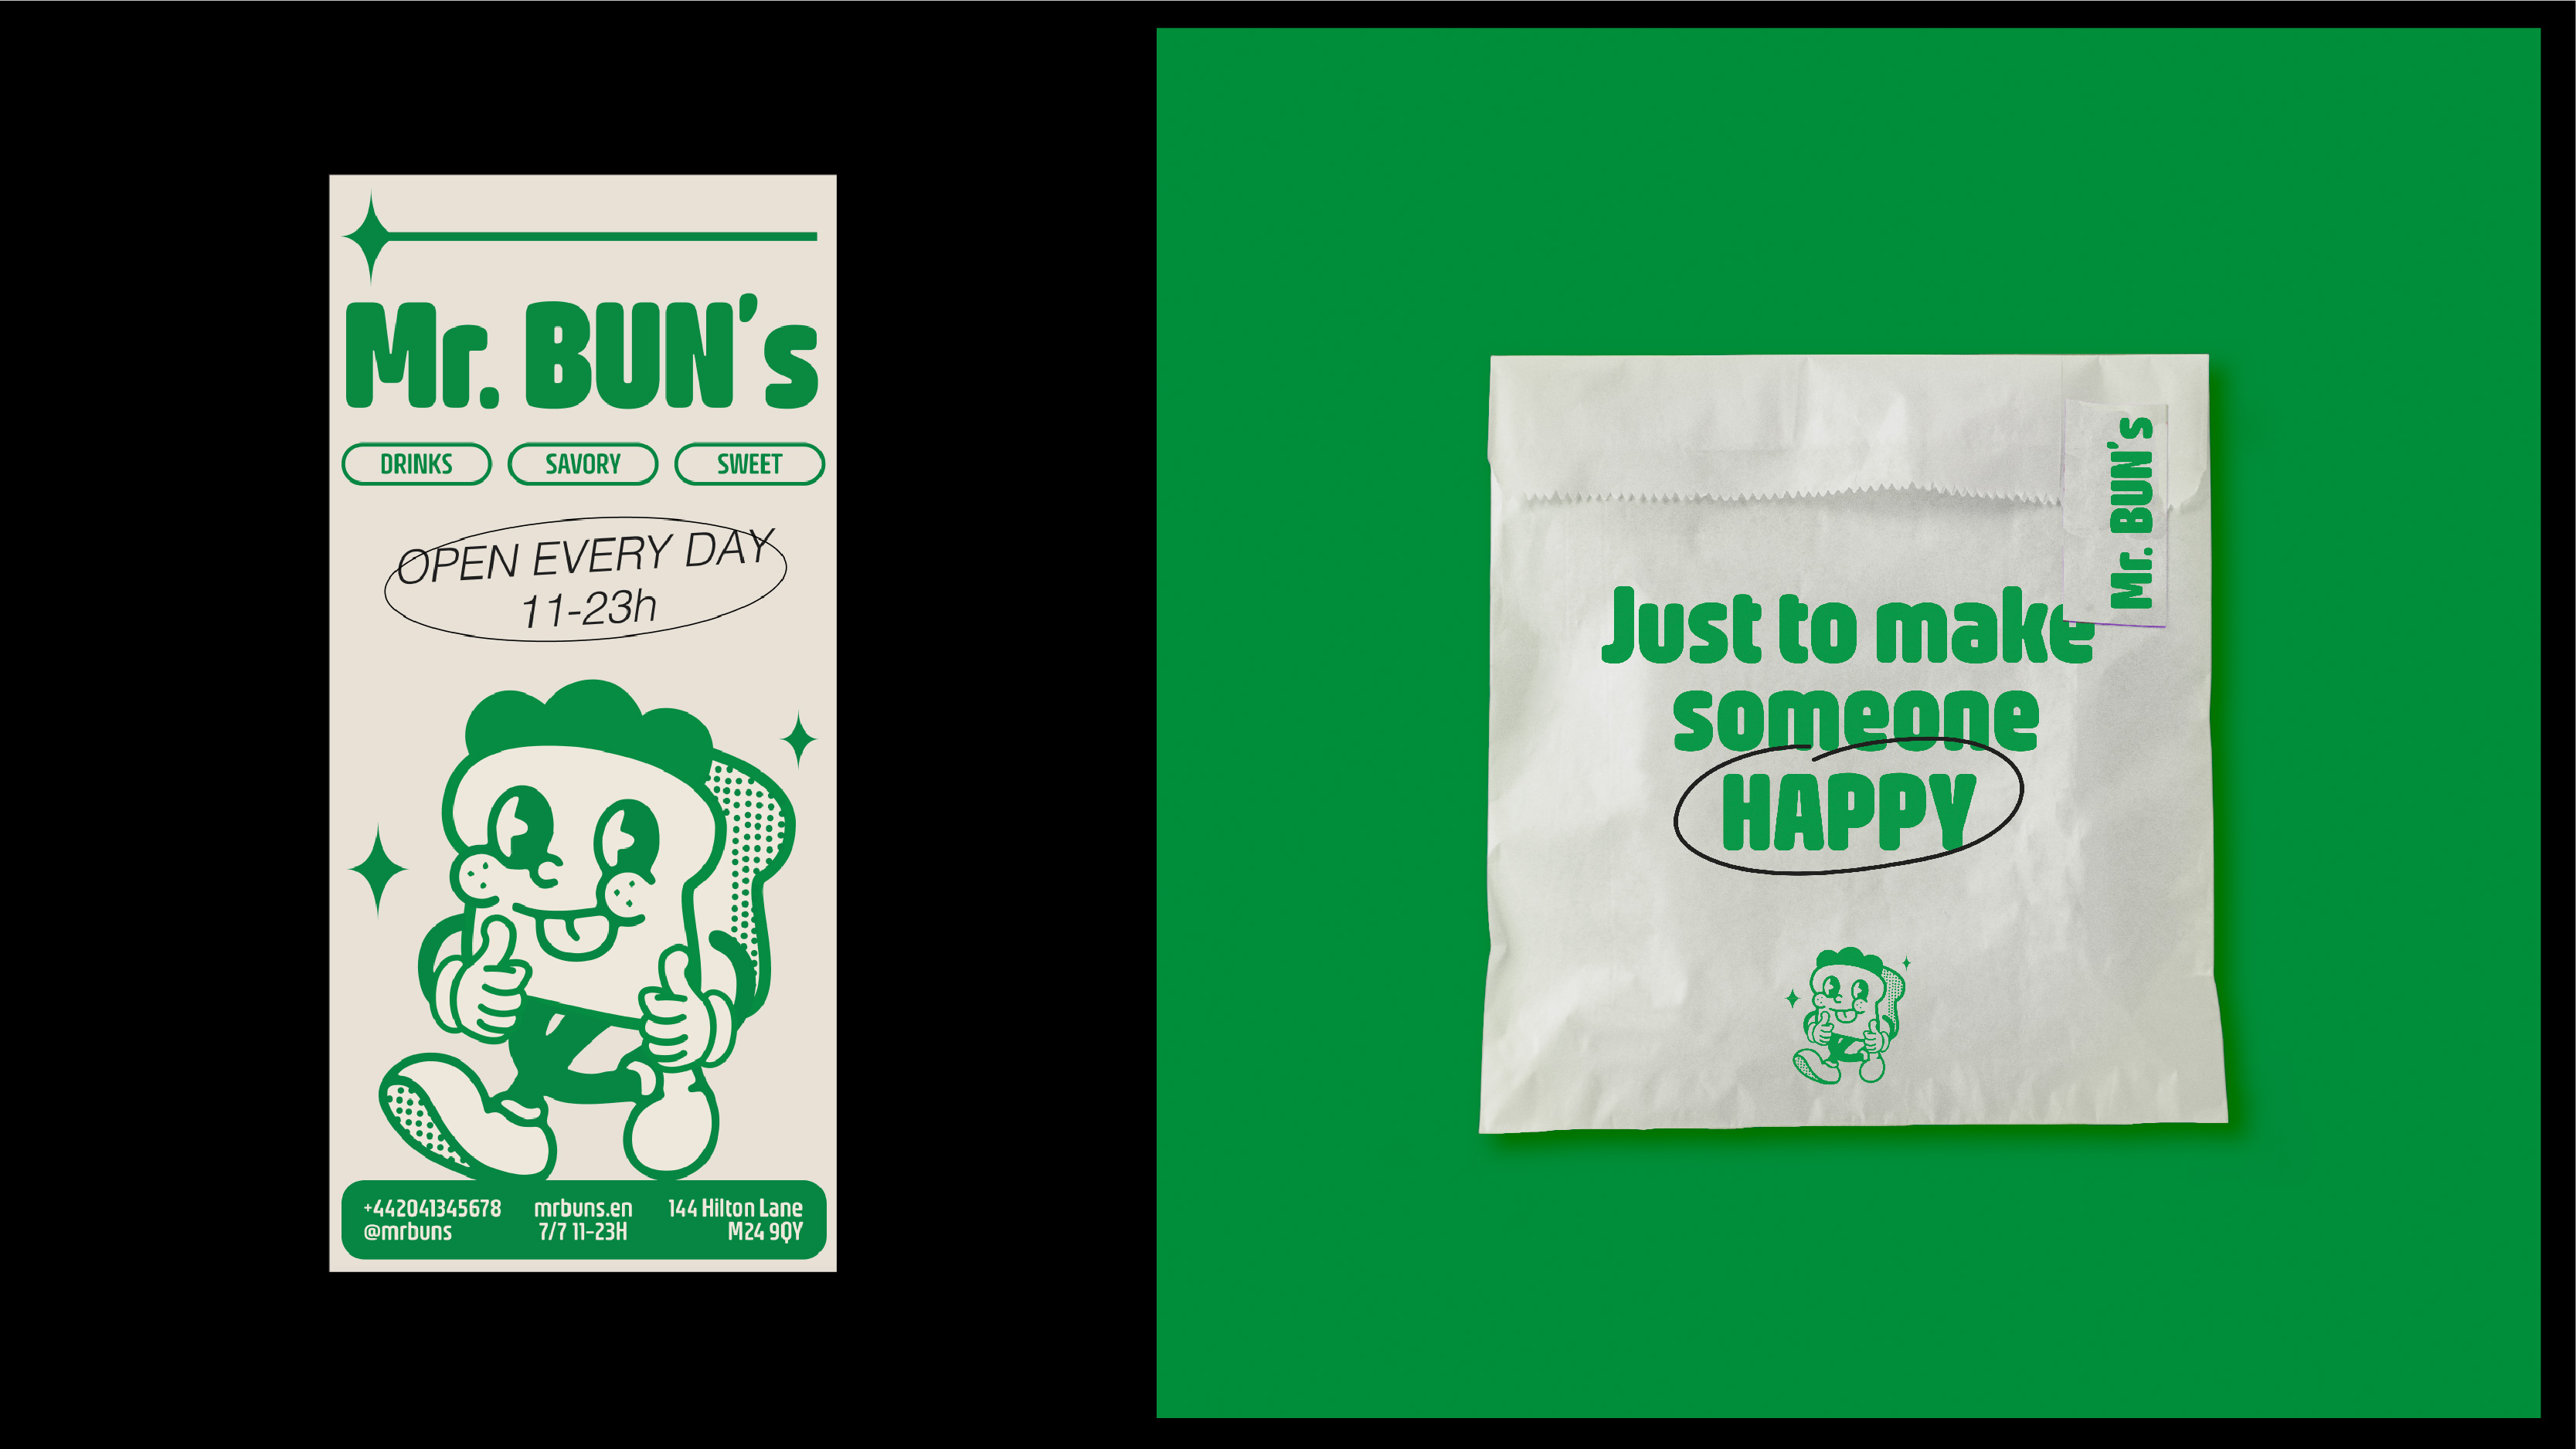 Mr. BUN's
DRINKS
SAVORY
SWEET
OPEN EVERY DAY
11-23h
+442041345678
@mrbuns
mrbuns.en
7/7 11-23H
144 Hilton Lane
M24 9QY
Mr. BUN's
Just to make
someone
HAPPY